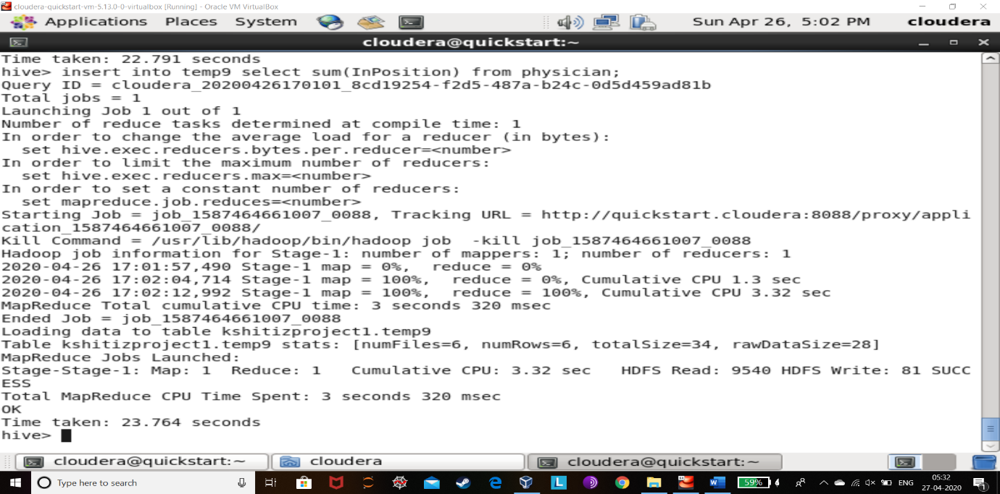 cloudera-quickstart-vm-5.13.0-0-virtualbox [Running] - Oracle VM VirtualBox
Applications Places System Sun Apr 26, 5:02 PM cloudera
cloudera@quickstart:~
Time taken: 22.791 seconds
hive> insert into temp9 select sum(InPosition) from physician;
Query ID = cloudera_20200426170101_8cd19254-f2d5-487a-b24c-0d5d459ad81b
Total jobs = 1
Launching Job 1 out of 1
Number of reduce tasks determined at compile time: 1
In order to change the average load for a reducer (in bytes):
  set hive.exec.reducers.bytes.per.reducer=<number>
In order to limit the maximum number of reducers:
  set hive.exec.reducers.max=<number>
In order to set a constant number of reducers:
  set mapreduce.job.reduces=<number>
Starting Job = job_1587464661007_0088, Tracking URL = http://quickstart.cloudera:8088/proxy/appli
cation_1587464661007_0088/
Kill Command = /usr/lib/hadoop/bin/hadoop job  -kill job_1587464661007_0088
Hadoop job information for Stage-1: number of mappers: 1; number of reducers: 1
2020-04-26 17:01:57,490 Stage-1 map = 0%,  reduce = 0%
2020-04-26 17:02:04,714 Stage-1 map = 100%,  reduce = 0%, Cumulative CPU 1.3 sec
2020-04-26 17:02:12,992 Stage-1 map = 100%,  reduce = 100%, Cumulative CPU 3.32 sec
MapReduce Total cumulative CPU time: 3 seconds 320 msec
Ended Job = job_1587464661007_0088
Loading data to table kshitizproject1.temp9
Table kshitizproject1.temp9 stats: [numFiles=6, numRows=6, totalSize=34, rawDataSize=28]
MapReduce Jobs Launched:
Stage-Stage-1: Map: 1  Reduce: 1   Cumulative CPU: 3.32 sec   HDFS Read: 9540 HDFS Write: 81 SUCC
ESS
Total MapReduce CPU Time Spent: 3 seconds 320 msec
OK
Time taken: 23.764 seconds
hive>
cloudera@quickstart:~ cloudera cloudera@quickstart:~
Type here to search 59% ENG 05:32
27-04-2020 1